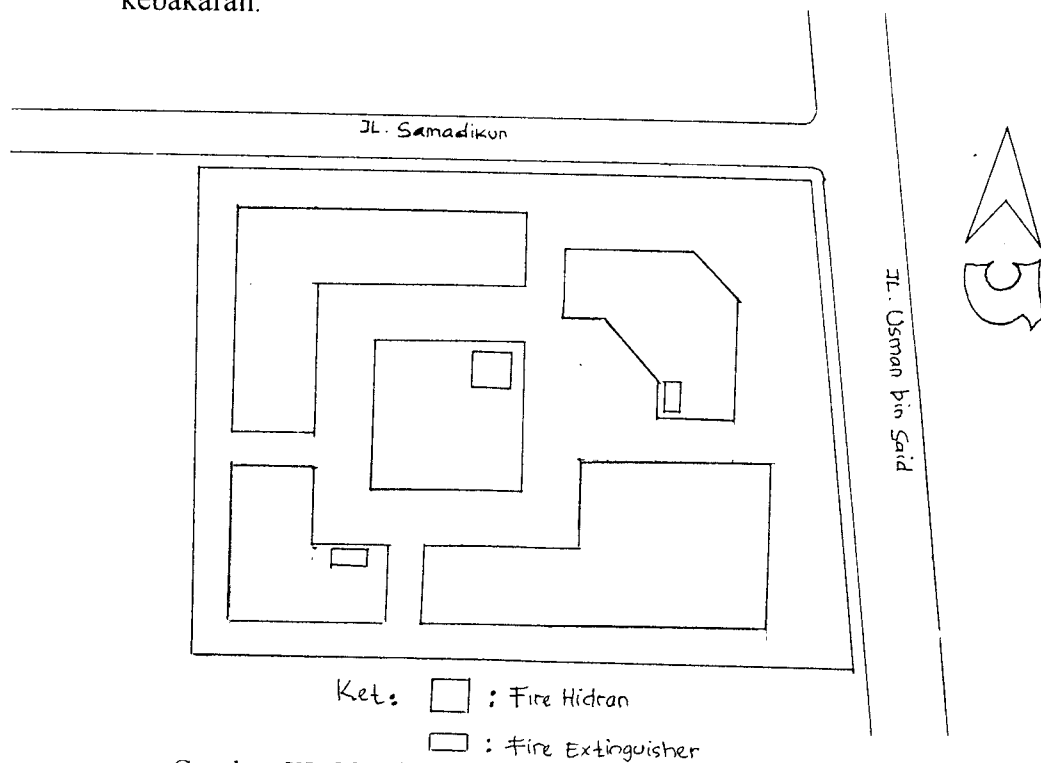 kebakaran.
JL. Samadikun
JL. Usman bin Said
Ket: : Fire Hidran
: Fire Extinguisher